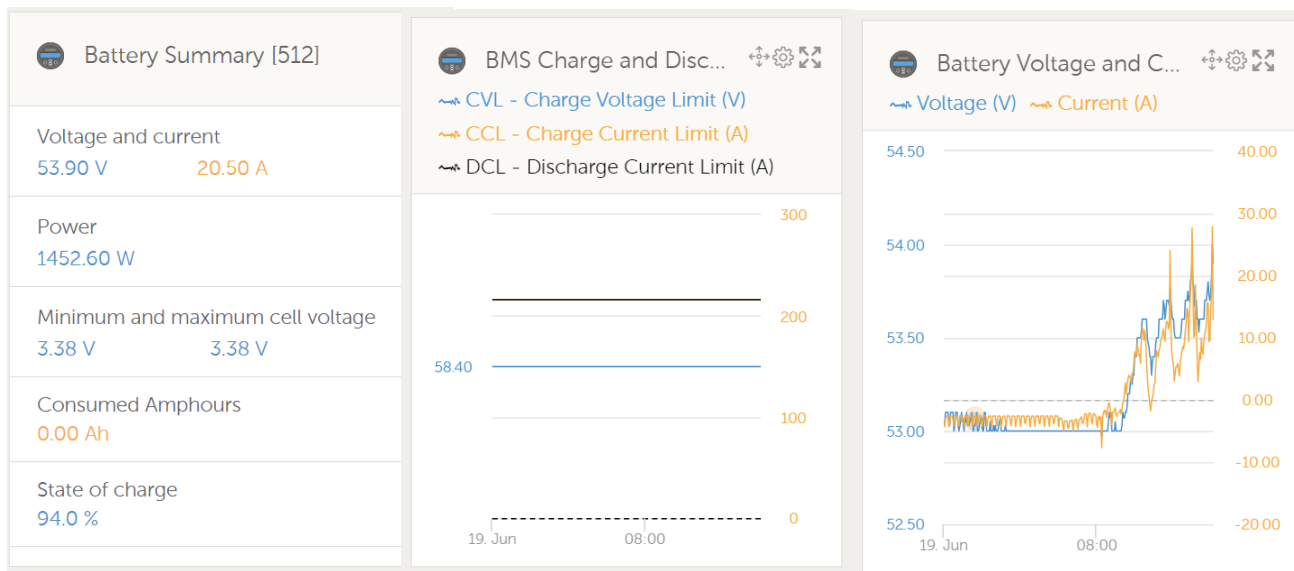 Battery Summary [512]
Voltage and current
53.90 V 20.50 A
Power
1452.60 W
Minimum and maximum cell voltage
3.38 V 3.38 V
Consumed Amphours
0.00 Ah
State of charge
94.0 %
BMS Charge and Disc...
CVL - Charge Voltage Limit (V)
CCL - Charge Current Limit (A)
DCL - Discharge Current Limit (A)
300
200
58.40
100
0
19. Jun 08:00
Battery Voltage and C...
Voltage (V) Current (A)
54.50 40.00
30.00
54.00
20.00
53.50 10.00
0.00
53.00
-10.00
52.50 -20.00
19. Jun 08:00